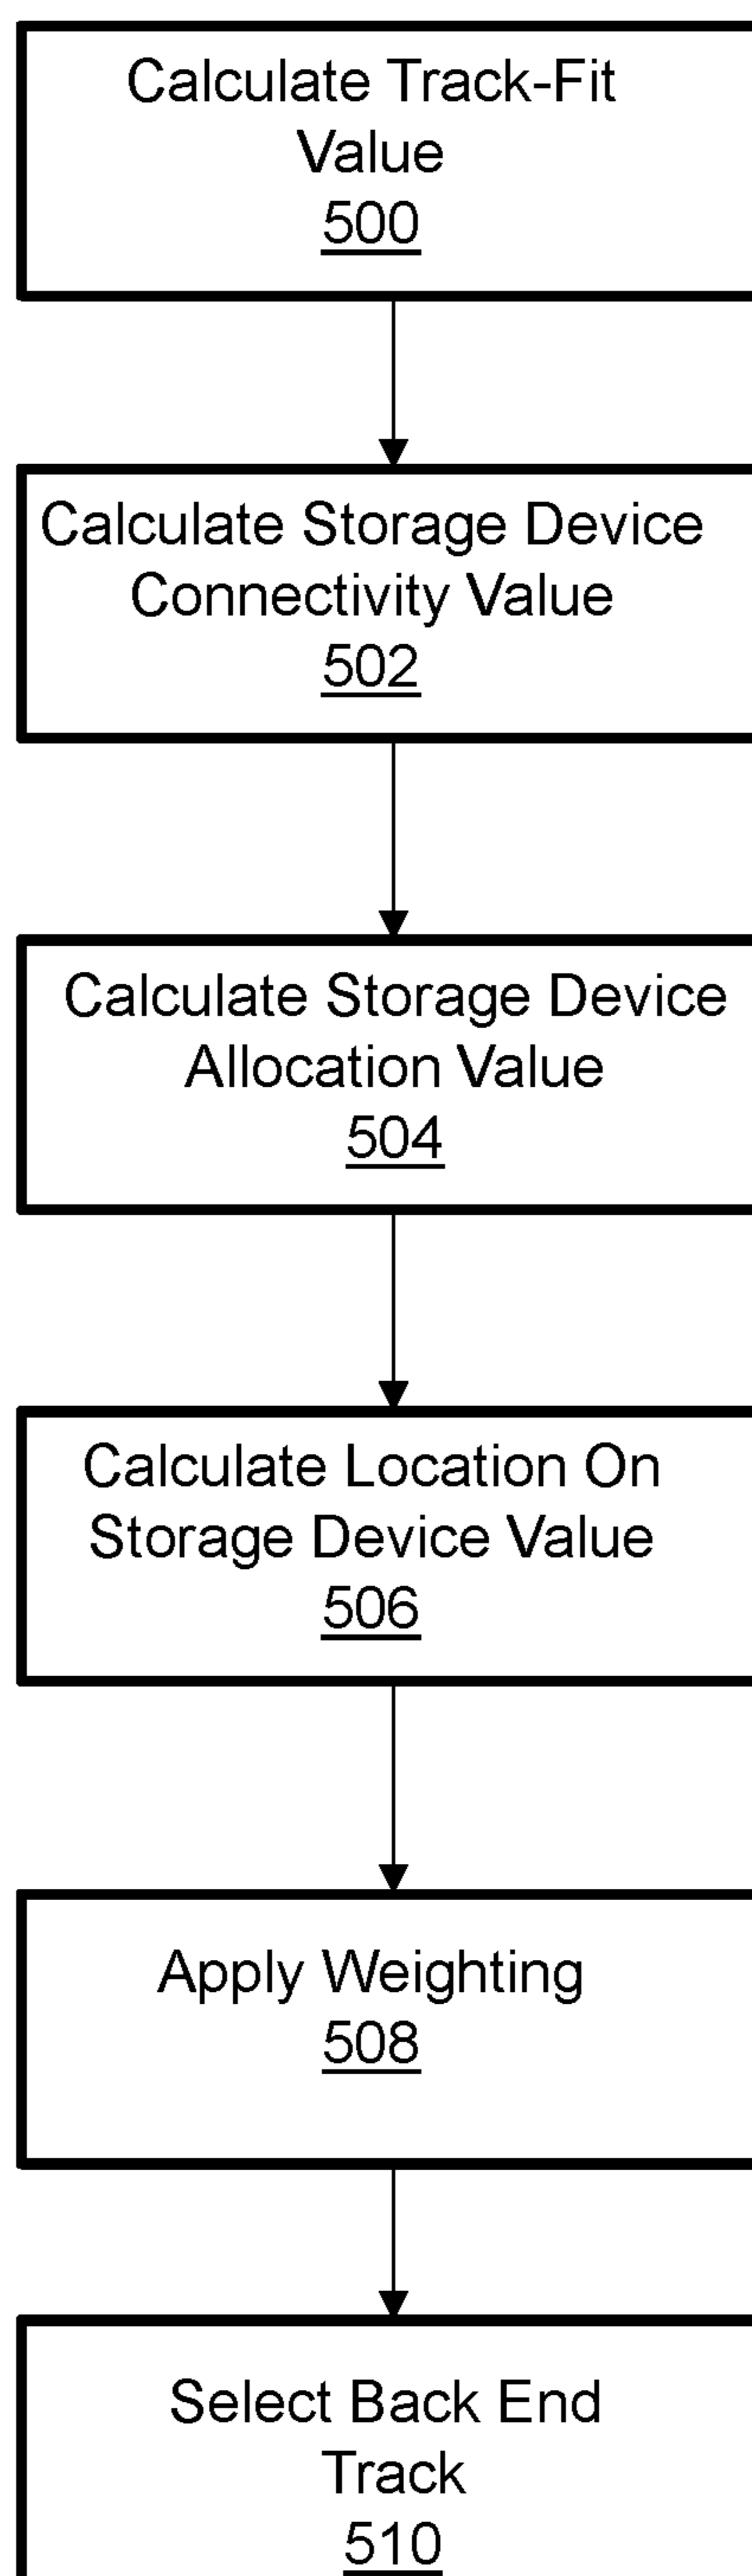 Calculate Track-Fit
Value
500
Calculate Storage Device
Connectivity Value
502
Calculate Storage Device
Allocation Value
504
Calculate Location On
Storage Device Value
506
Apply Weighting
508
Select Back End
Track
510